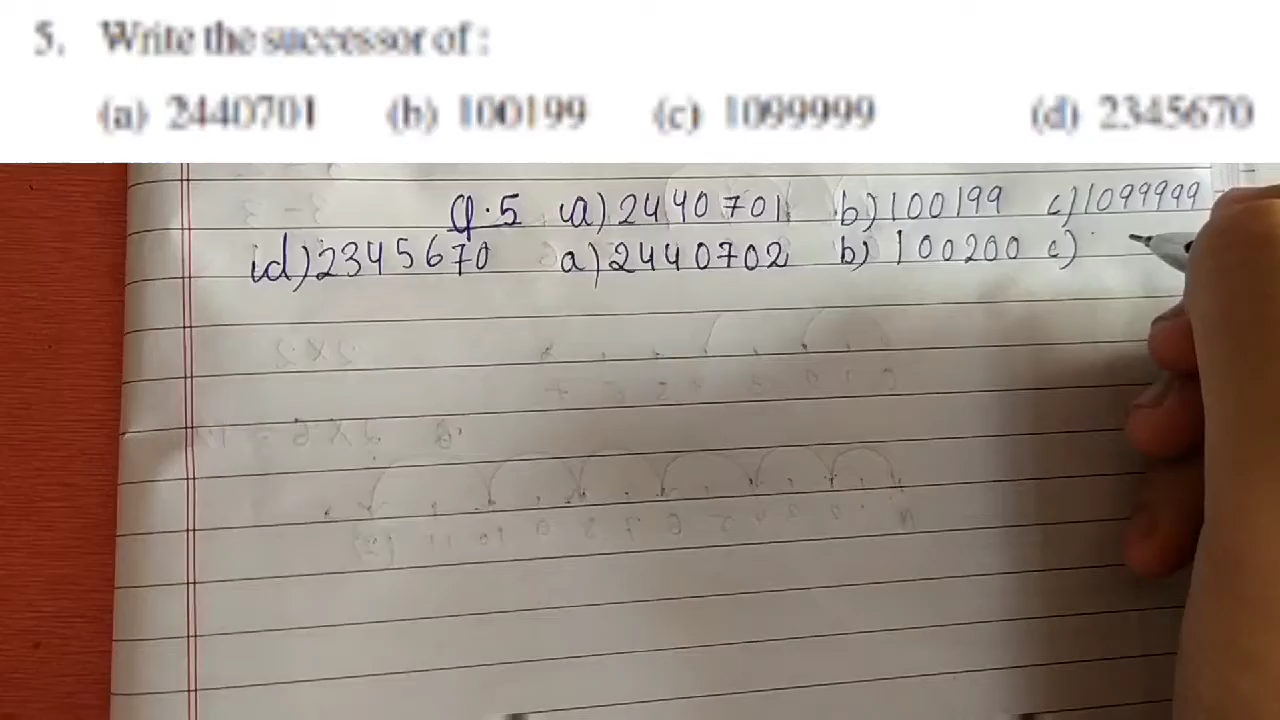 5. Write the successor of :
(a) 2440701 (b) 100199 (c) 1099999 (d) 2345670
Q.5 a) 2440701 b) 100199 c) 1099999
d) 2345670 a) 2440702 b) 100200 c)